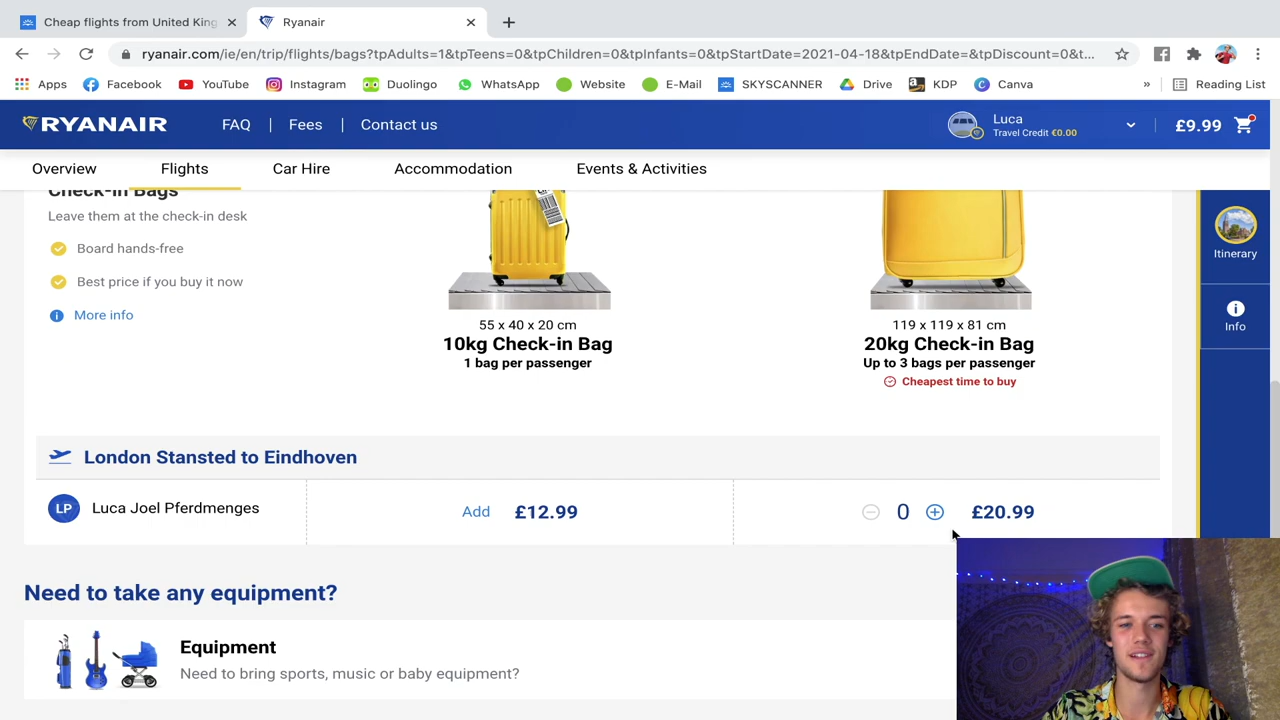 Cheap flights from United King
Ryanair
ryanair.com/ie/en/trip/flights/bags?tpAdults=1&tpTeens=0&tpChildren=0&tpInfants=0&tpStartDate=2021-04-18&tpEndDate=&tpDiscount=0&t...
Apps Facebook YouTube Instagram Duolingo WhatsApp Website E-Mail SKYSCANNER Drive KDP Canva » Reading List
RYANAIR FAQ | Fees | Contact us
Luca
Travel Credit €0.00
£9.99
Overview Flights Car Hire Accommodation Events & Activities
Check-in Bags
Leave them at the check-in desk
Board hands-free
Best price if you buy it now
More info
55 x 40 x 20 cm
10kg Check-in Bag
1 bag per passenger
119 x 119 x 81 cm
20kg Check-in Bag
Up to 3 bags per passenger
Cheapest time to buy
Itinerary
Info
London Stansted to Eindhoven
LP Luca Joel Pferdmenges
Add £12.99
0 £20.99
Need to take any equipment?
Equipment
Need to bring sports, music or baby equipment?